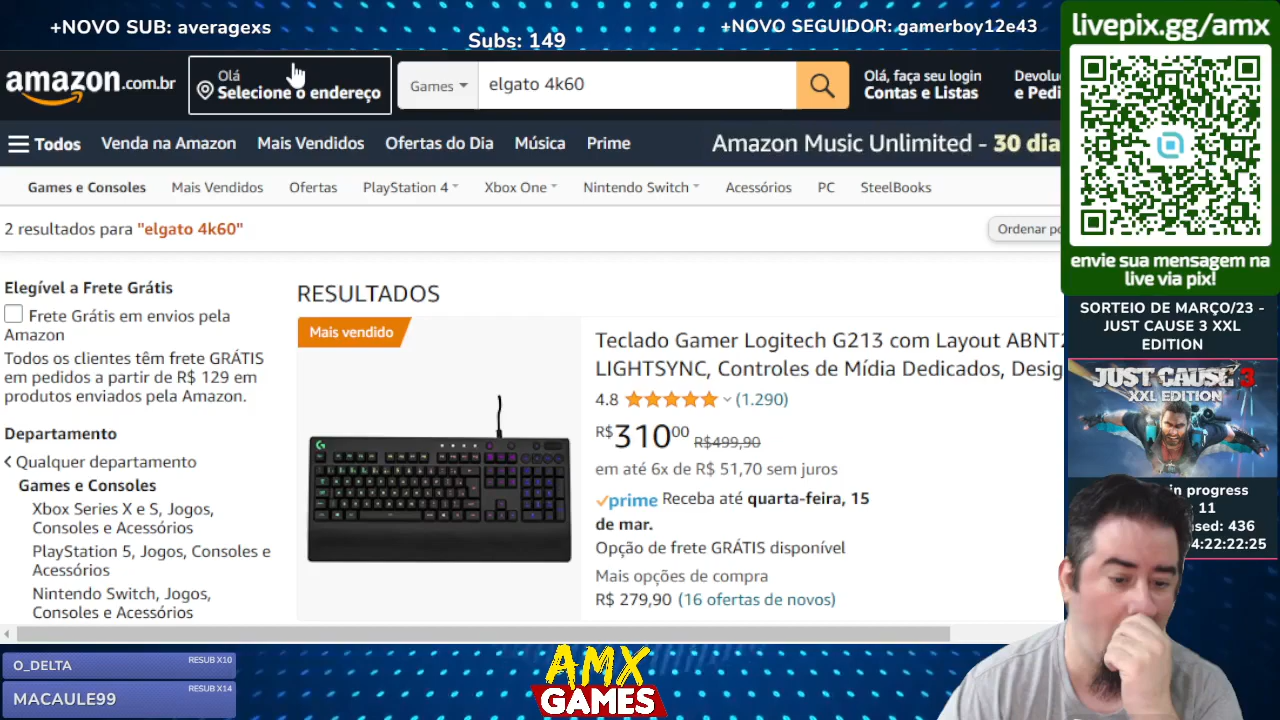 +NOVO SUB: averagexs
Subs: 149
+NOVO SEGUIDOR: gamerboy12e43
livepix.gg/amx
envie sua mensagem na
live via pix!
amazon.com.br
Olá
Selecione o endereço
Games
elgato 4k60
Olá, faça seu login
Contas e Listas
Devolu
e Pedi
Todos
Venda na Amazon
Mais Vendidos
Ofertas do Dia
Música
Prime
Amazon Music Unlimited - 30 dia
Games e Consoles
Mais Vendidos
Ofertas
PlayStation 4
Xbox One
Nintendo Switch
Acessórios
PC
SteelBooks
2 resultados para "elgato 4k60"
Ordenar po
Elegível a Frete Grátis
Frete Grátis em envios pela
Amazon
Todos os clientes têm frete GRÁTIS
em pedidos a partir de R$ 129 em
produtos enviados pela Amazon.
Departamento
Qualquer departamento
Games e Consoles
Xbox Series X e S, Jogos,
Consoles e Acessórios
PlayStation 5, Jogos, Consoles e
Acessórios
Nintendo Switch, Jogos,
Consoles e Acessórios
RESULTADOS
Mais vendido
Teclado Gamer Logitech G213 com Layout ABNT2
LIGHTSYNC, Controles de Mídia Dedicados, Desig
4.8 (1.290)
R$31000 R$499,90
em até 6x de R$ 51,70 sem juros
prime Receba até quarta-feira, 15
de mar.
Opção de frete GRÁTIS disponível
Mais opções de compra
R$ 279,90 (16 ofertas de novos)
SORTEIO DE MARÇO/23 -
JUST CAUSE 3 XXL
EDITION
JUST CAUSE 3
XXL EDITION
in progress
: 11
used: 436
4:22:22:25
O_DELTA
RESUB X10
MACAULE99
RESUB X14
AMX
GAMES